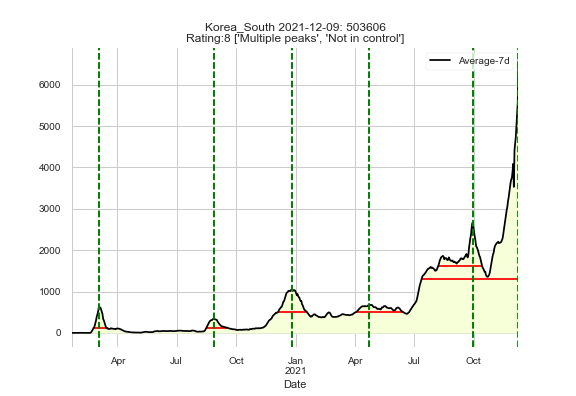 Korea_South 2021-12-09: 503606
Rating:8 ['Multiple peaks', 'Not in control']
Average-7d
6000
5000
4000
3000
2000
1000
0
Apr Jul Oct Jan Apr Jul Oct
2021
Date